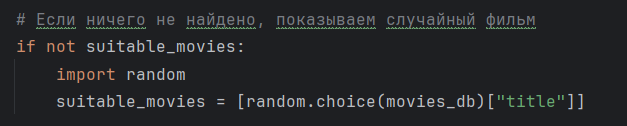 # Если ничего не найдено, показываем случайный фильм
if not suitable_movies:
    import random
    suitable_movies = [random.choice(movies_db)["title"]]